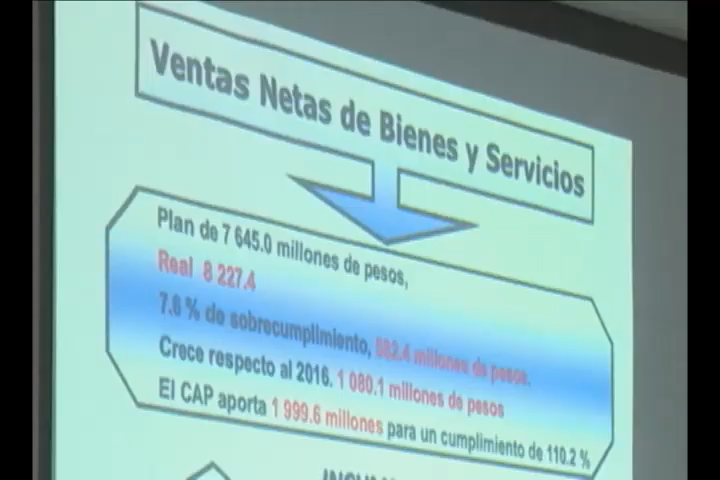 Ventas Netas de Bienes y Servicios
Plan de 7 645.0 millones de pesos,
Real 8 227.4
7.6 % de sobrecumplimiento, 582.4 millones de pesos.
Crece respecto al 2016. 1 080.1 millones de pesos
El CAP aporta 1 999.6 millones para un cumplimiento de 110.2 %